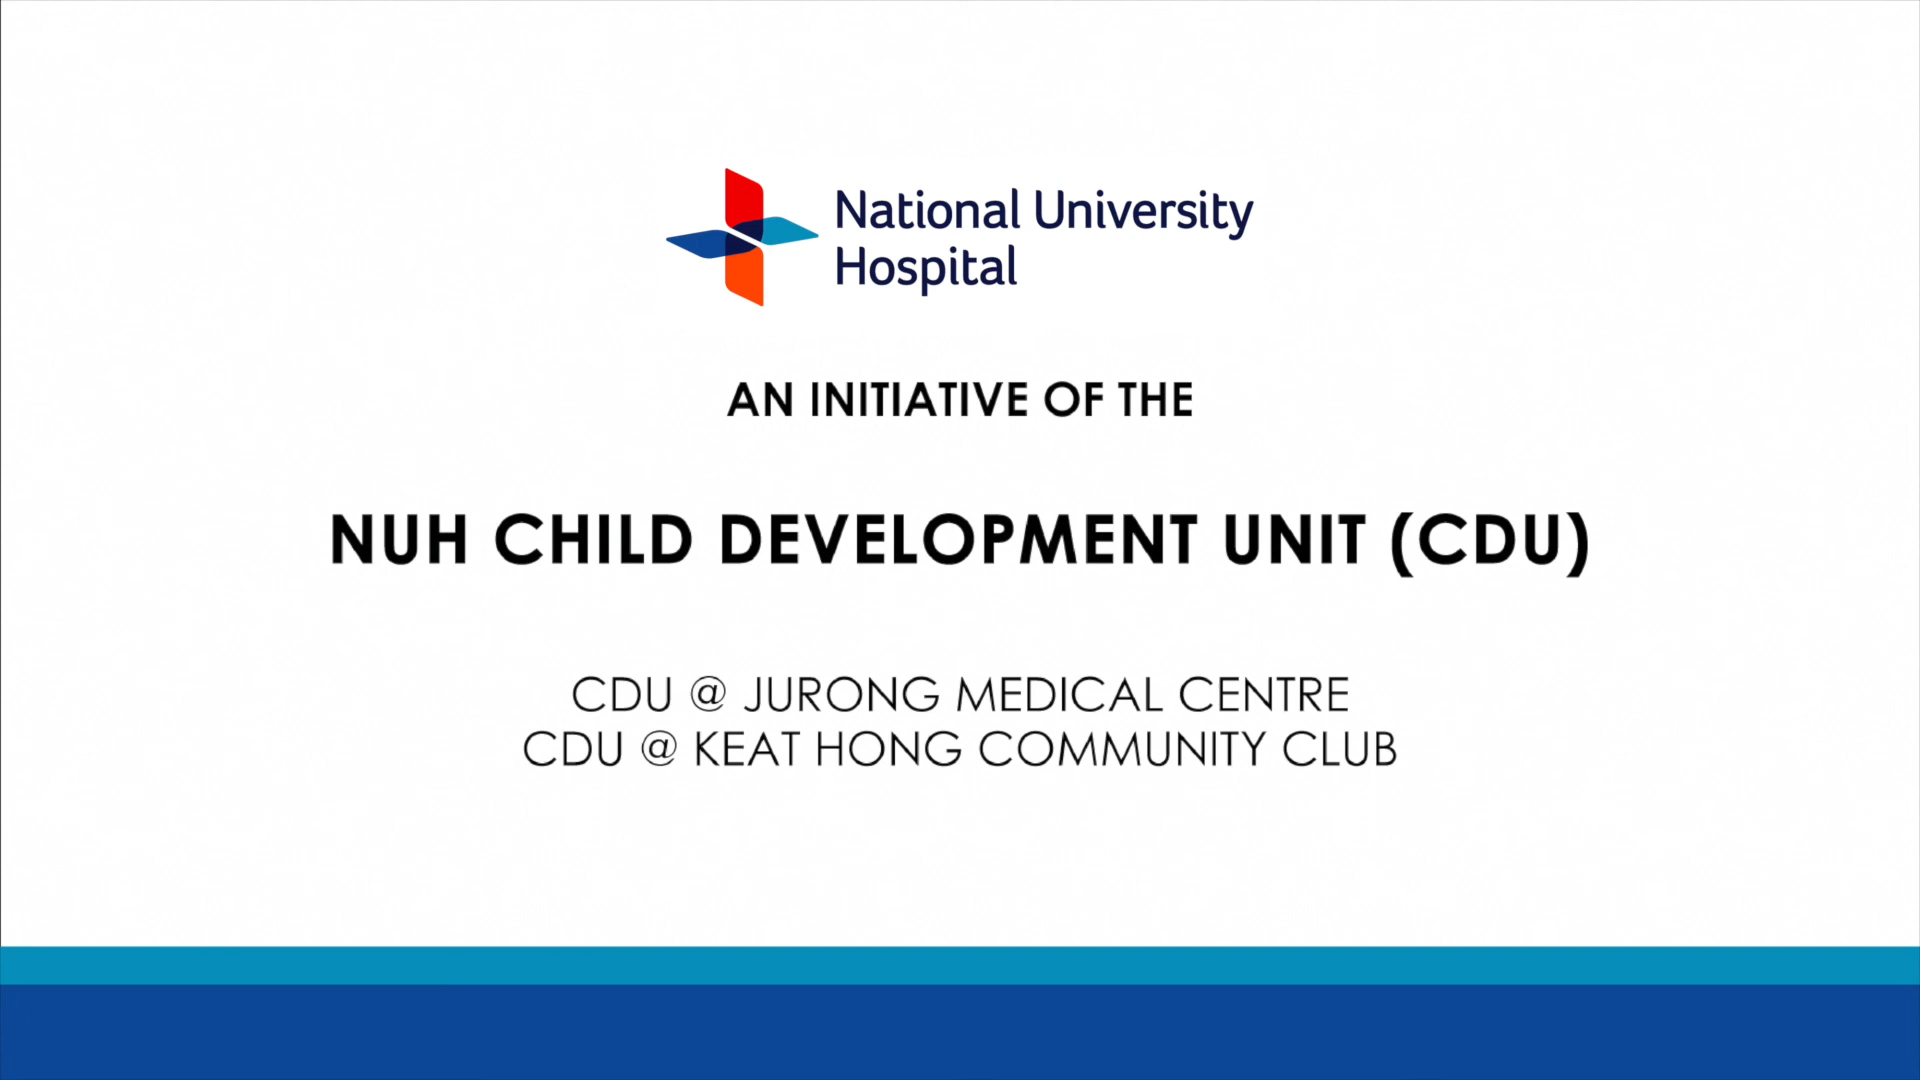 National University
Hospital
AN INITIATIVE OF THE
NUH CHILD DEVELOPMENT UNIT (CDU)
CDU @ JURONG MEDICAL CENTRE
CDU @ KEAT HONG COMMUNITY CLUB